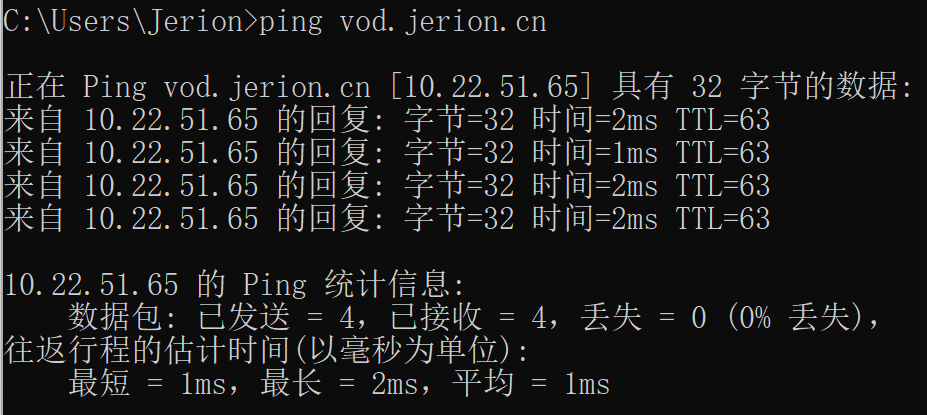 C:\Users\Jerion>ping vod.jerion.cn
正在 Ping vod.jerion.cn [10.22.51.65] 具有 32 字节的数据:
来自 10.22.51.65 的回复: 字节=32 时间=2ms TTL=63
来自 10.22.51.65 的回复: 字节=32 时间=1ms TTL=63
来自 10.22.51.65 的回复: 字节=32 时间=2ms TTL=63
来自 10.22.51.65 的回复: 字节=32 时间=2ms TTL=63
10.22.51.65 的 Ping 统计信息:
数据包: 已发送 = 4，已接收 = 4，丢失 = 0 (0% 丢失)，
往返行程的估计时间(以毫秒为单位):
最短 = 1ms，最长 = 2ms，平均 = 1ms